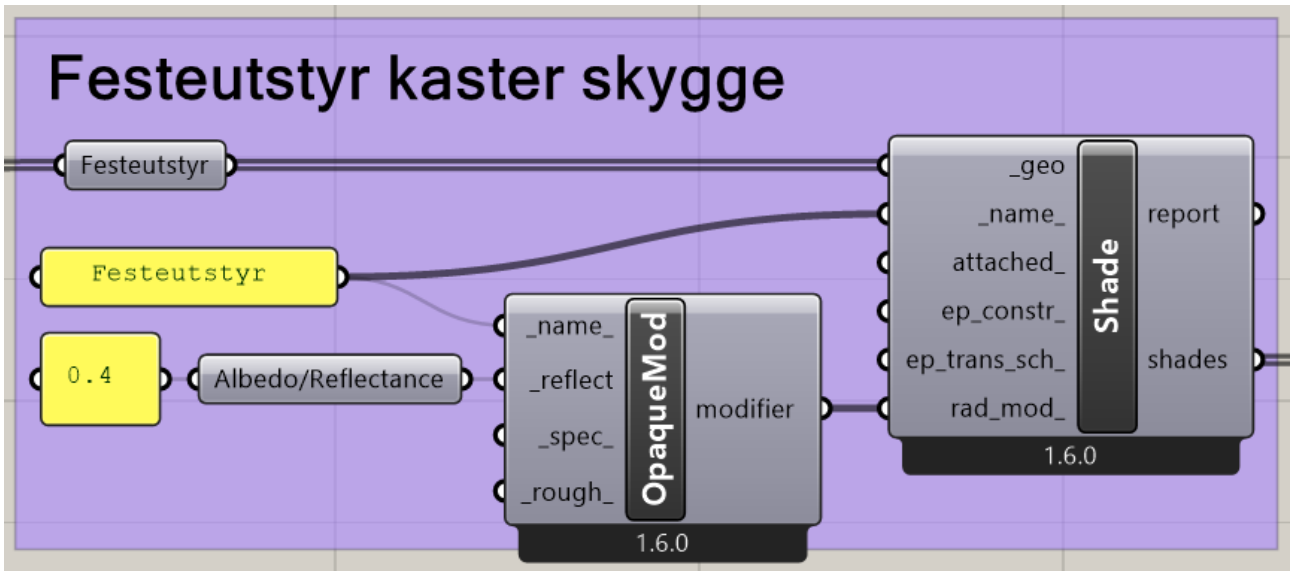 Festeutstyr kaster skygge
Festeutstyr
Festeutstyr
0.4
Albedo/Reflectance
_name_
_reflect
_spec_
_rough_
OpaqueMod
modifier
1.6.0
_geo
_name_
attached_
ep_constr_
ep_trans_sch_
rad_mod_
Shade
report
shades
1.6.0